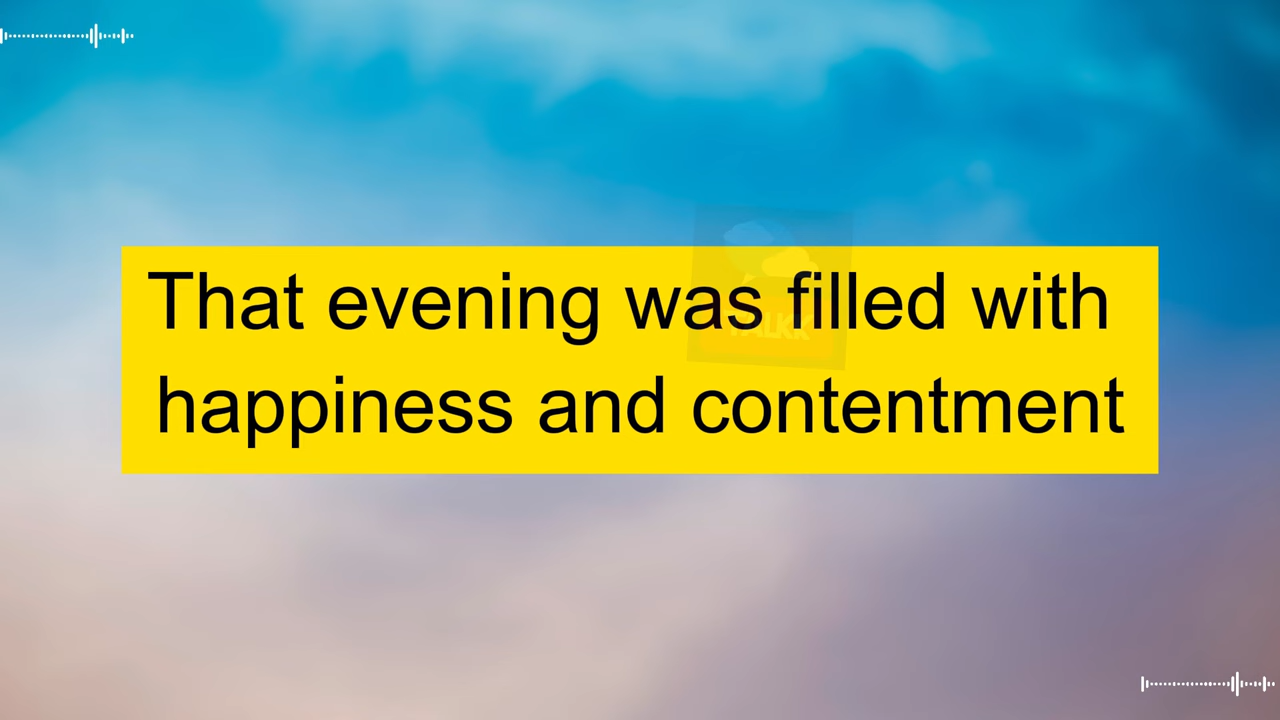 That evening was filled with
happiness and contentment